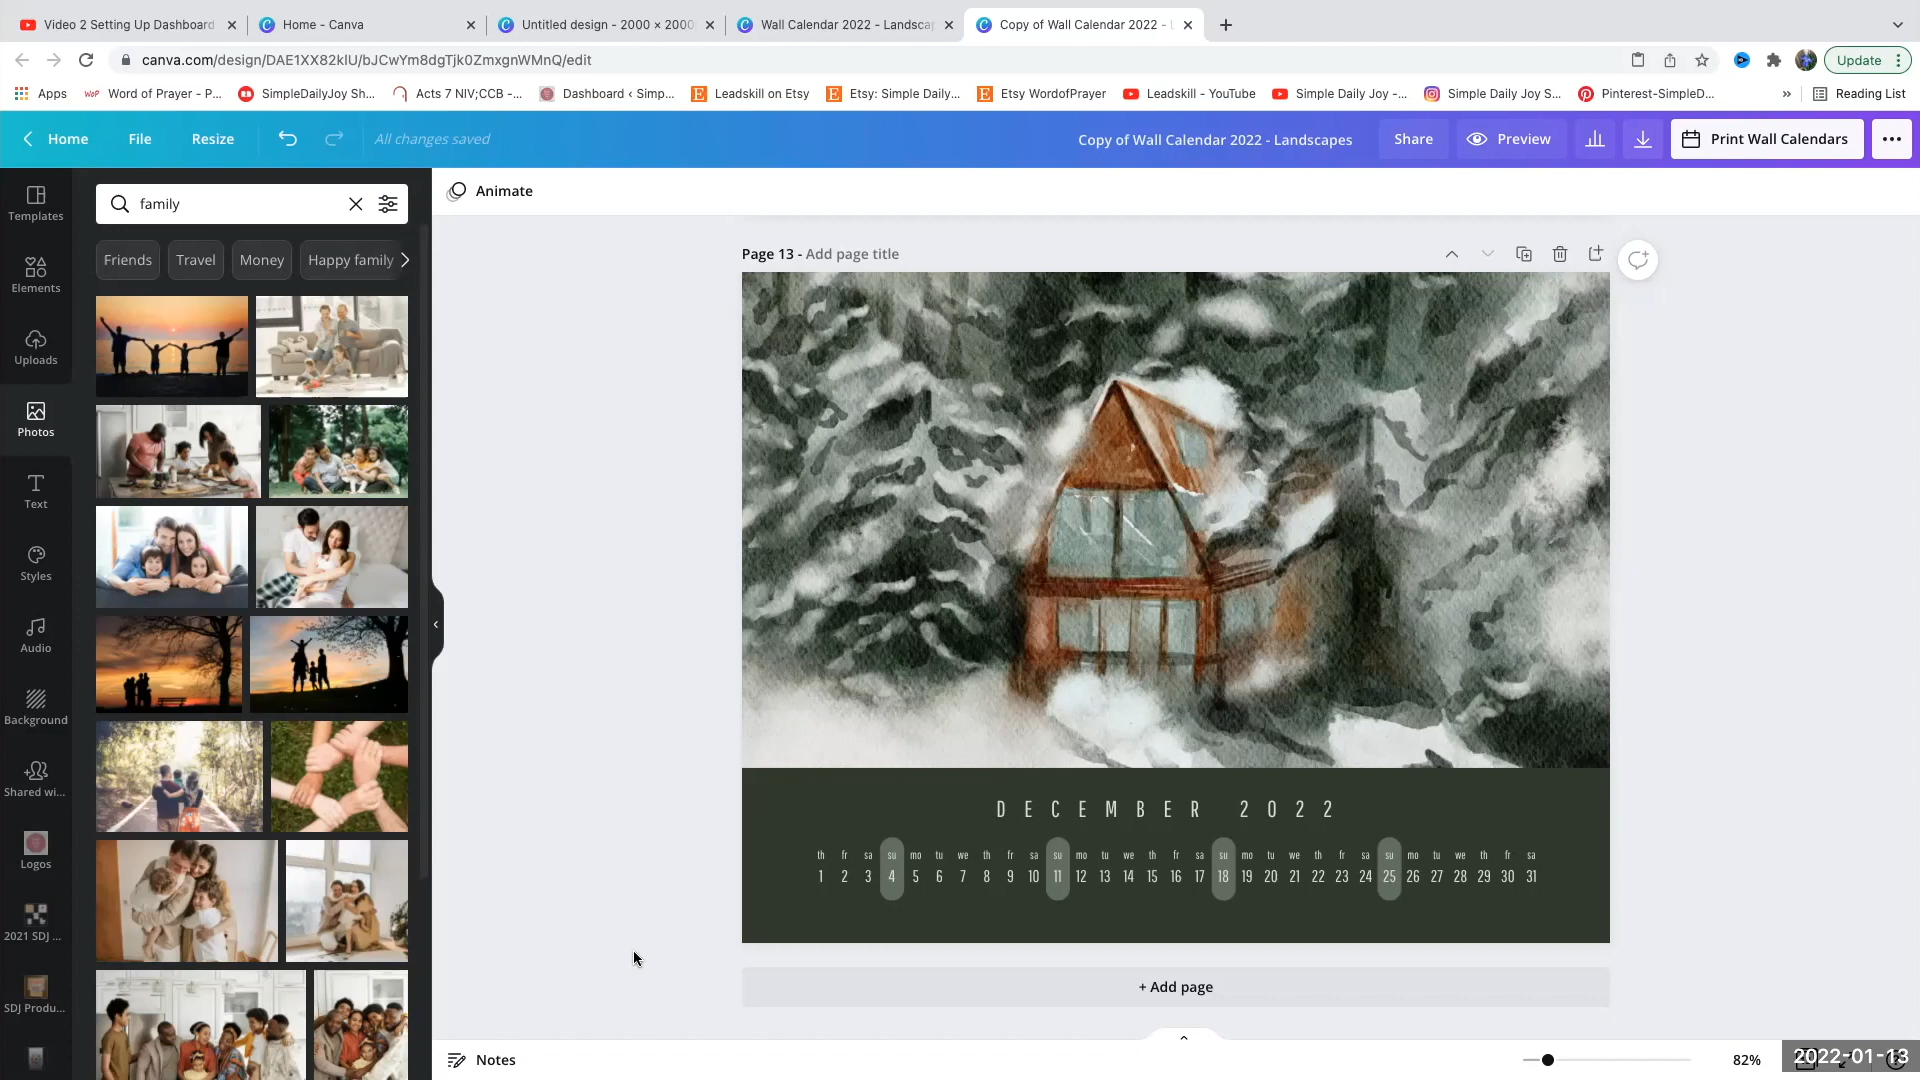 Video 2 Setting Up Dashboard
Home - Canva
Untitled design - 2000 × 2000
Wall Calendar 2022 - Landscap
Copy of Wall Calendar 2022 - L
canva.com/design/DAE1XX82klU/bJCwYm8dgTjk0ZmxgnWMnQ/edit
Update
Apps
WoP Word of Prayer - P...
SimpleDailyJoy Sh...
Acts 7 NIV;CCB -...
Dashboard ‹ Simp...
Leadskill on Etsy
Etsy: Simple Daily...
Etsy WordofPrayer
Leadskill - YouTube
Simple Daily Joy -...
Simple Daily Joy S...
Pinterest-SimpleD...
»
Reading List
Home
File
Resize
All changes saved
Copy of Wall Calendar 2022 - Landscapes
Share
Preview
Print Wall Calendars
Templates
Elements
Uploads
Photos
Text
Styles
Audio
Background
Shared wi...
Logos
2021 SDJ ...
SDJ Produ...
family
Friends
Travel
Money
Happy family
Animate
Page 13 - Add page title
DECEMBER 2022
th fr sa su mo tu we th fr sa su mo tu we th fr sa su mo tu we th fr sa su mo tu we th fr sa
1 2 3 4 5 6 7 8 9 10 11 12 13 14 15 16 17 18 19 20 21 22 23 24 25 26 27 28 29 30 31
+ Add page
Notes
82%
2022-01-13